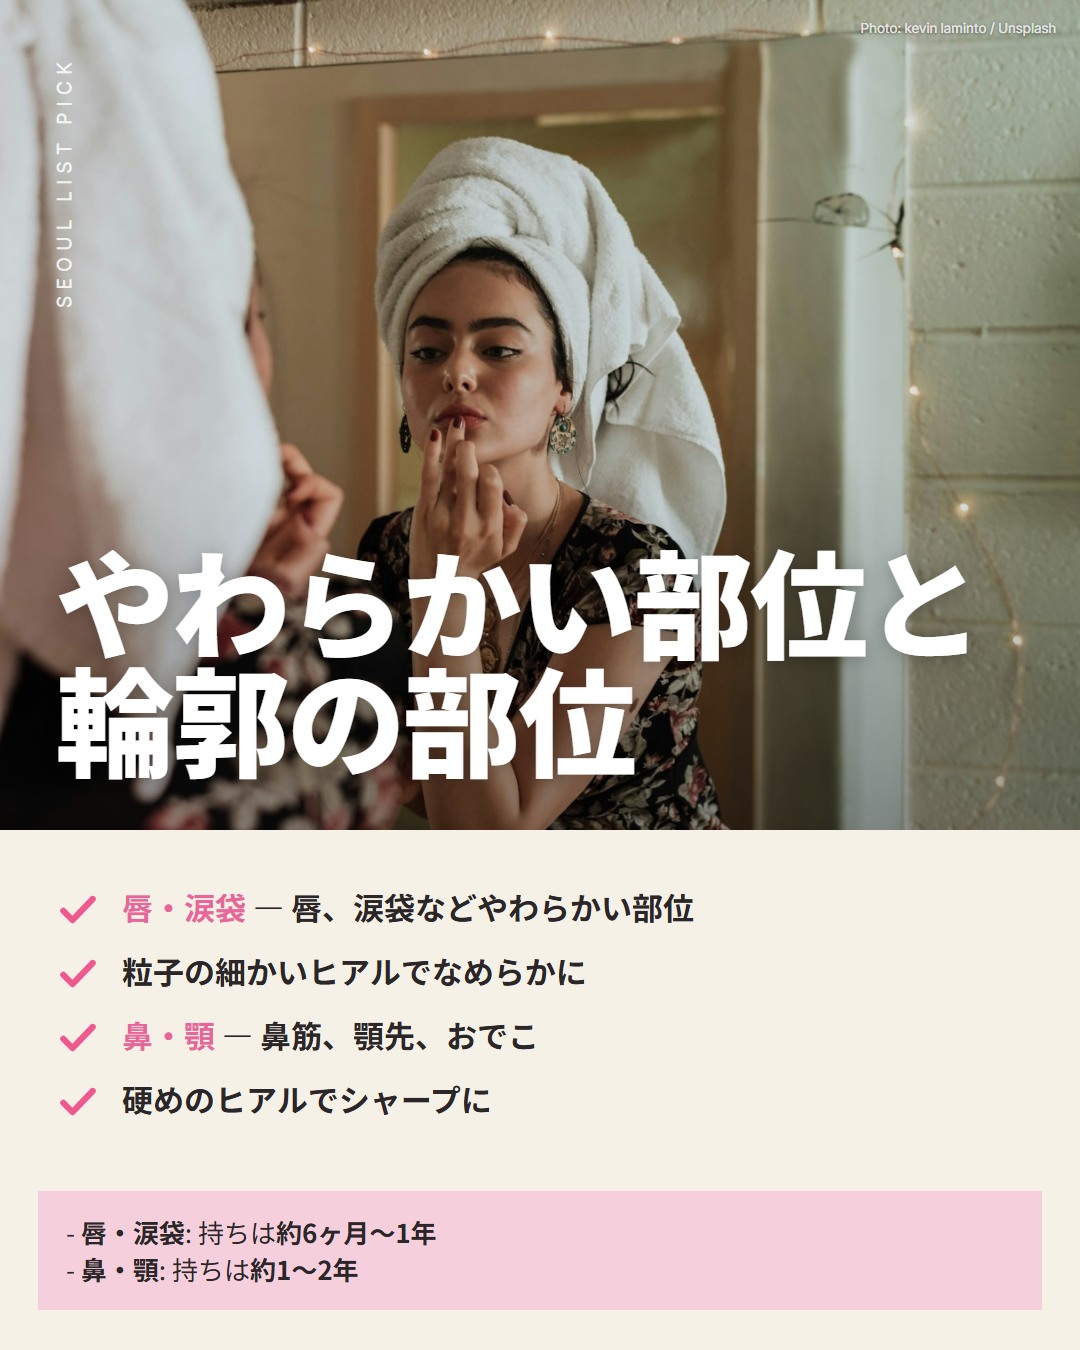 Photo: kevin laminto / Unsplash
SEOUL LIST PICK
やわらかい部位と
輪郭の部位
唇・涙袋 — 唇、涙袋などやわらかい部位
粒子の細かいヒアルでなめらかに
鼻・顎 — 鼻筋、顎先、おでこ
硬めのヒアルでシャープに
- 唇・涙袋: 持ちは約6ヶ月〜1年
- 鼻・顎: 持ちは約1〜2年